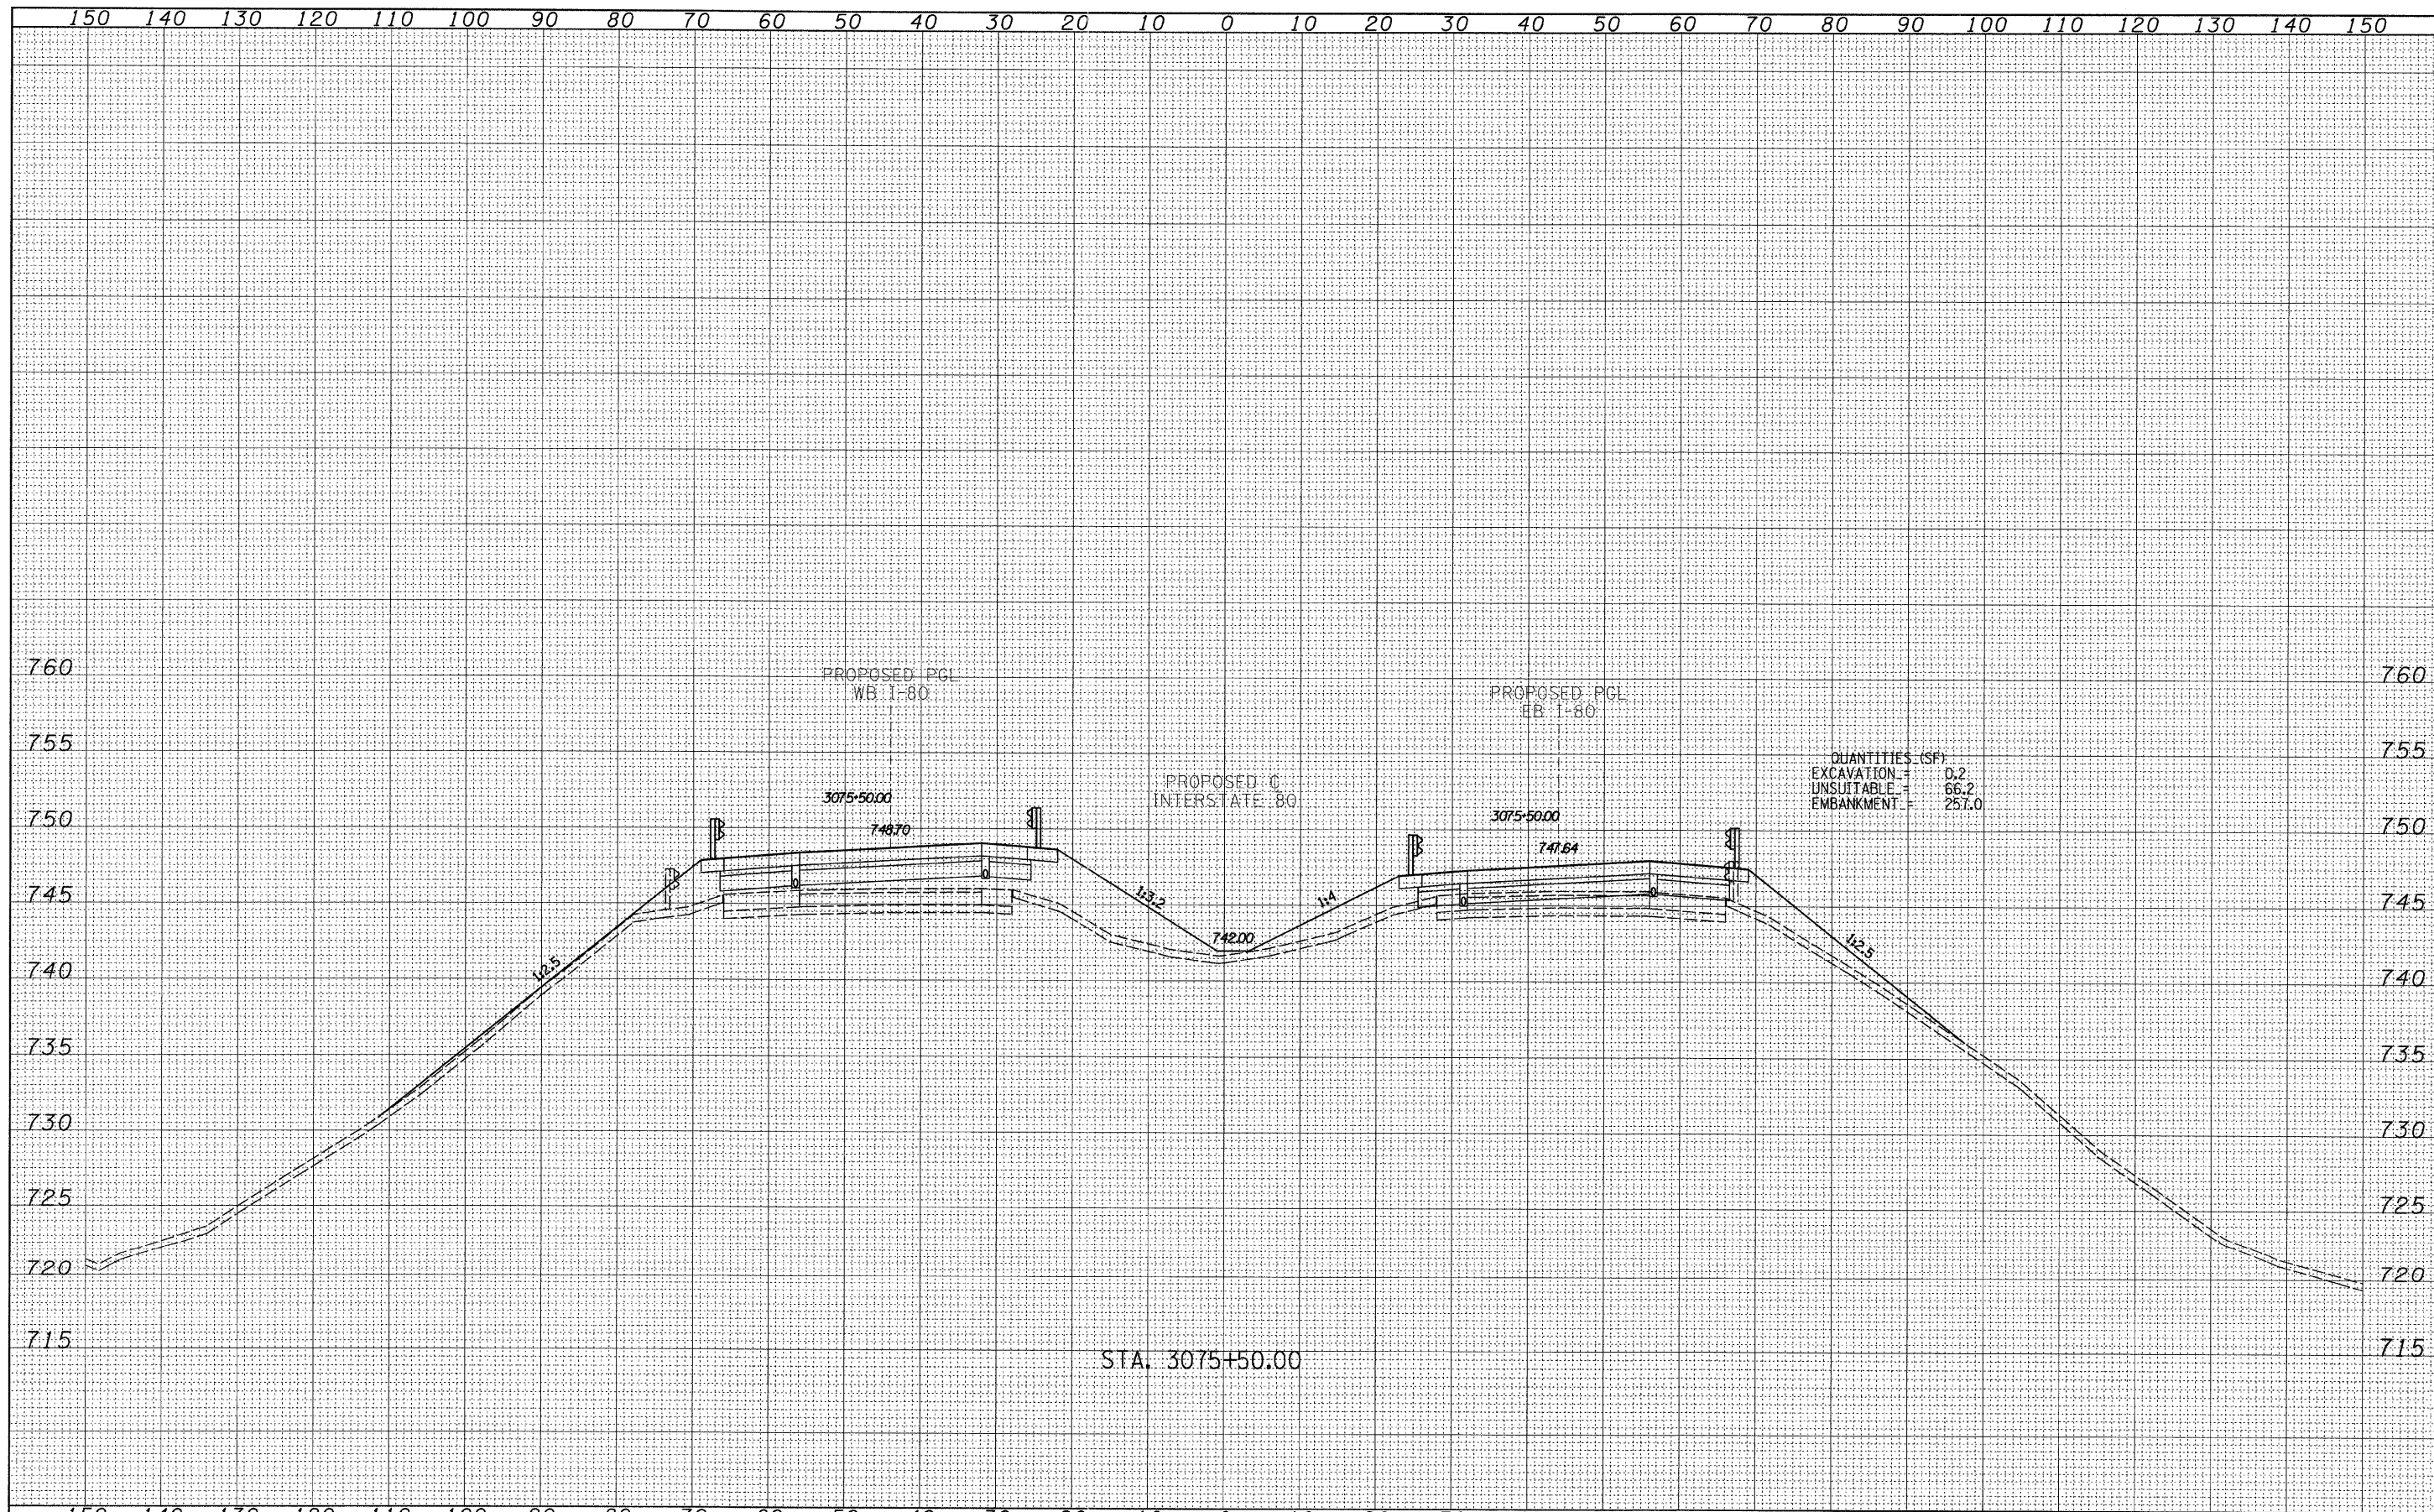 150 140 130 120 110 100 90 80 70 60 50 40 30 20 10 0 10 20 30 40 50 60 70 80 90 100 110 120 130 140 150
760 760
PROPOSED PGL
WB I-80
PROPOSED PGL
EB I-80
755 755
QUANTITIES (SF)
EXCAVATION = 0.2
UNSUITABLE = 66.2
EMBANKMENT = 257.0
PROPOSED ℄
INTERSTATE 80
3075+50.00
3075+50.00
750 750
748.70
747.64
745 745
1:3.2
1:4
742.00
1:2.5
1:2.5
740 740
735 735
730 730
725 725
720 720
715 715
STA. 3075+50.00